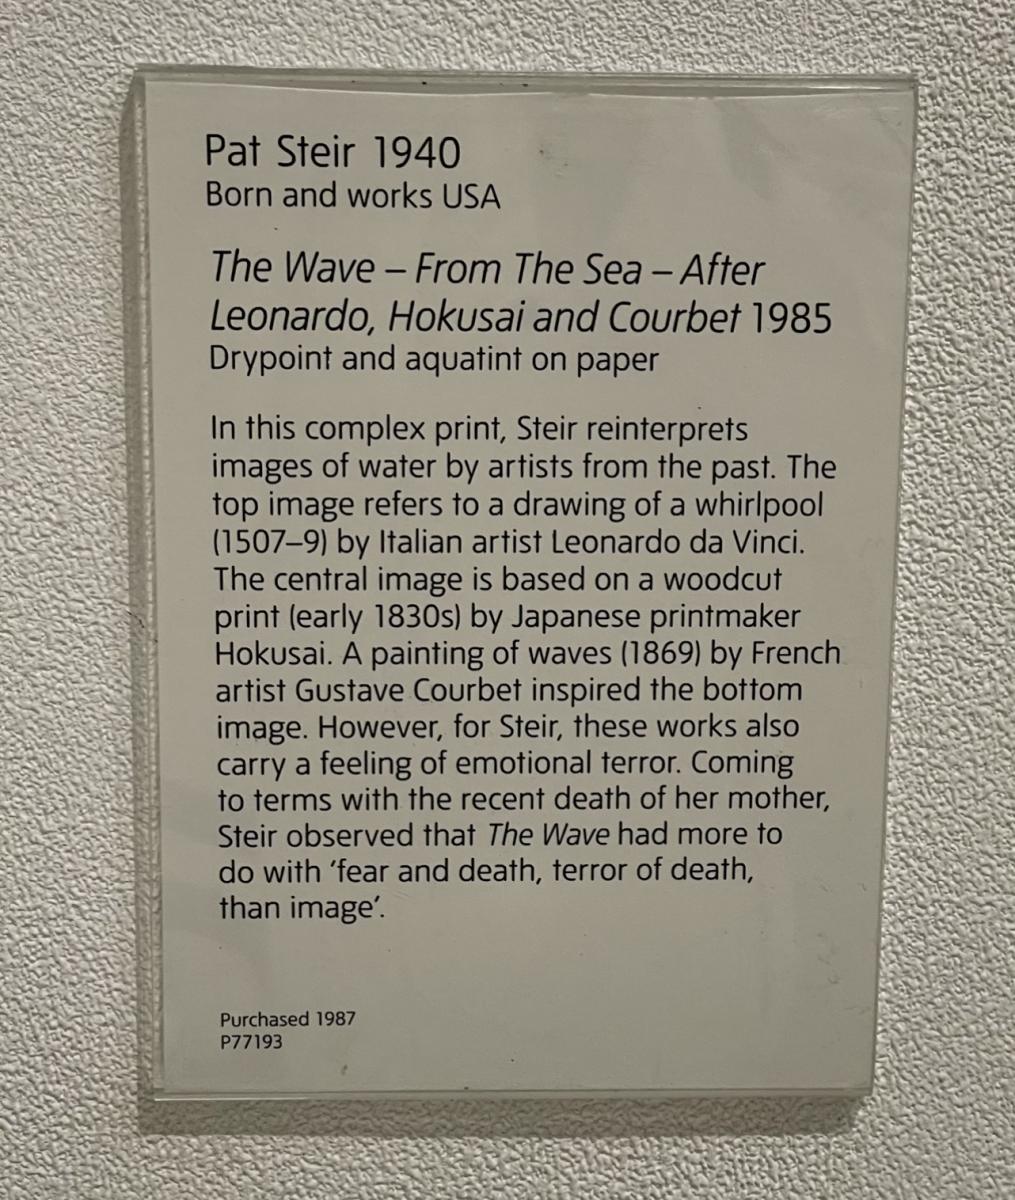 Pat Steir 1940
Born and works USA
The Wave – From The Sea – After
Leonardo, Hokusai and Courbet 1985
Drypoint and aquatint on paper
In this complex print, Steir reinterprets
images of water by artists from the past. The
top image refers to a drawing of a whirlpool
(1507–9) by Italian artist Leonardo da Vinci.
The central image is based on a woodcut
print (early 1830s) by Japanese printmaker
Hokusai. A painting of waves (1869) by French
artist Gustave Courbet inspired the bottom
image. However, for Steir, these works also
carry a feeling of emotional terror. Coming
to terms with the recent death of her mother,
Steir observed that The Wave had more to
do with ‘fear and death, terror of death,
than image’.
Purchased 1987
P77193